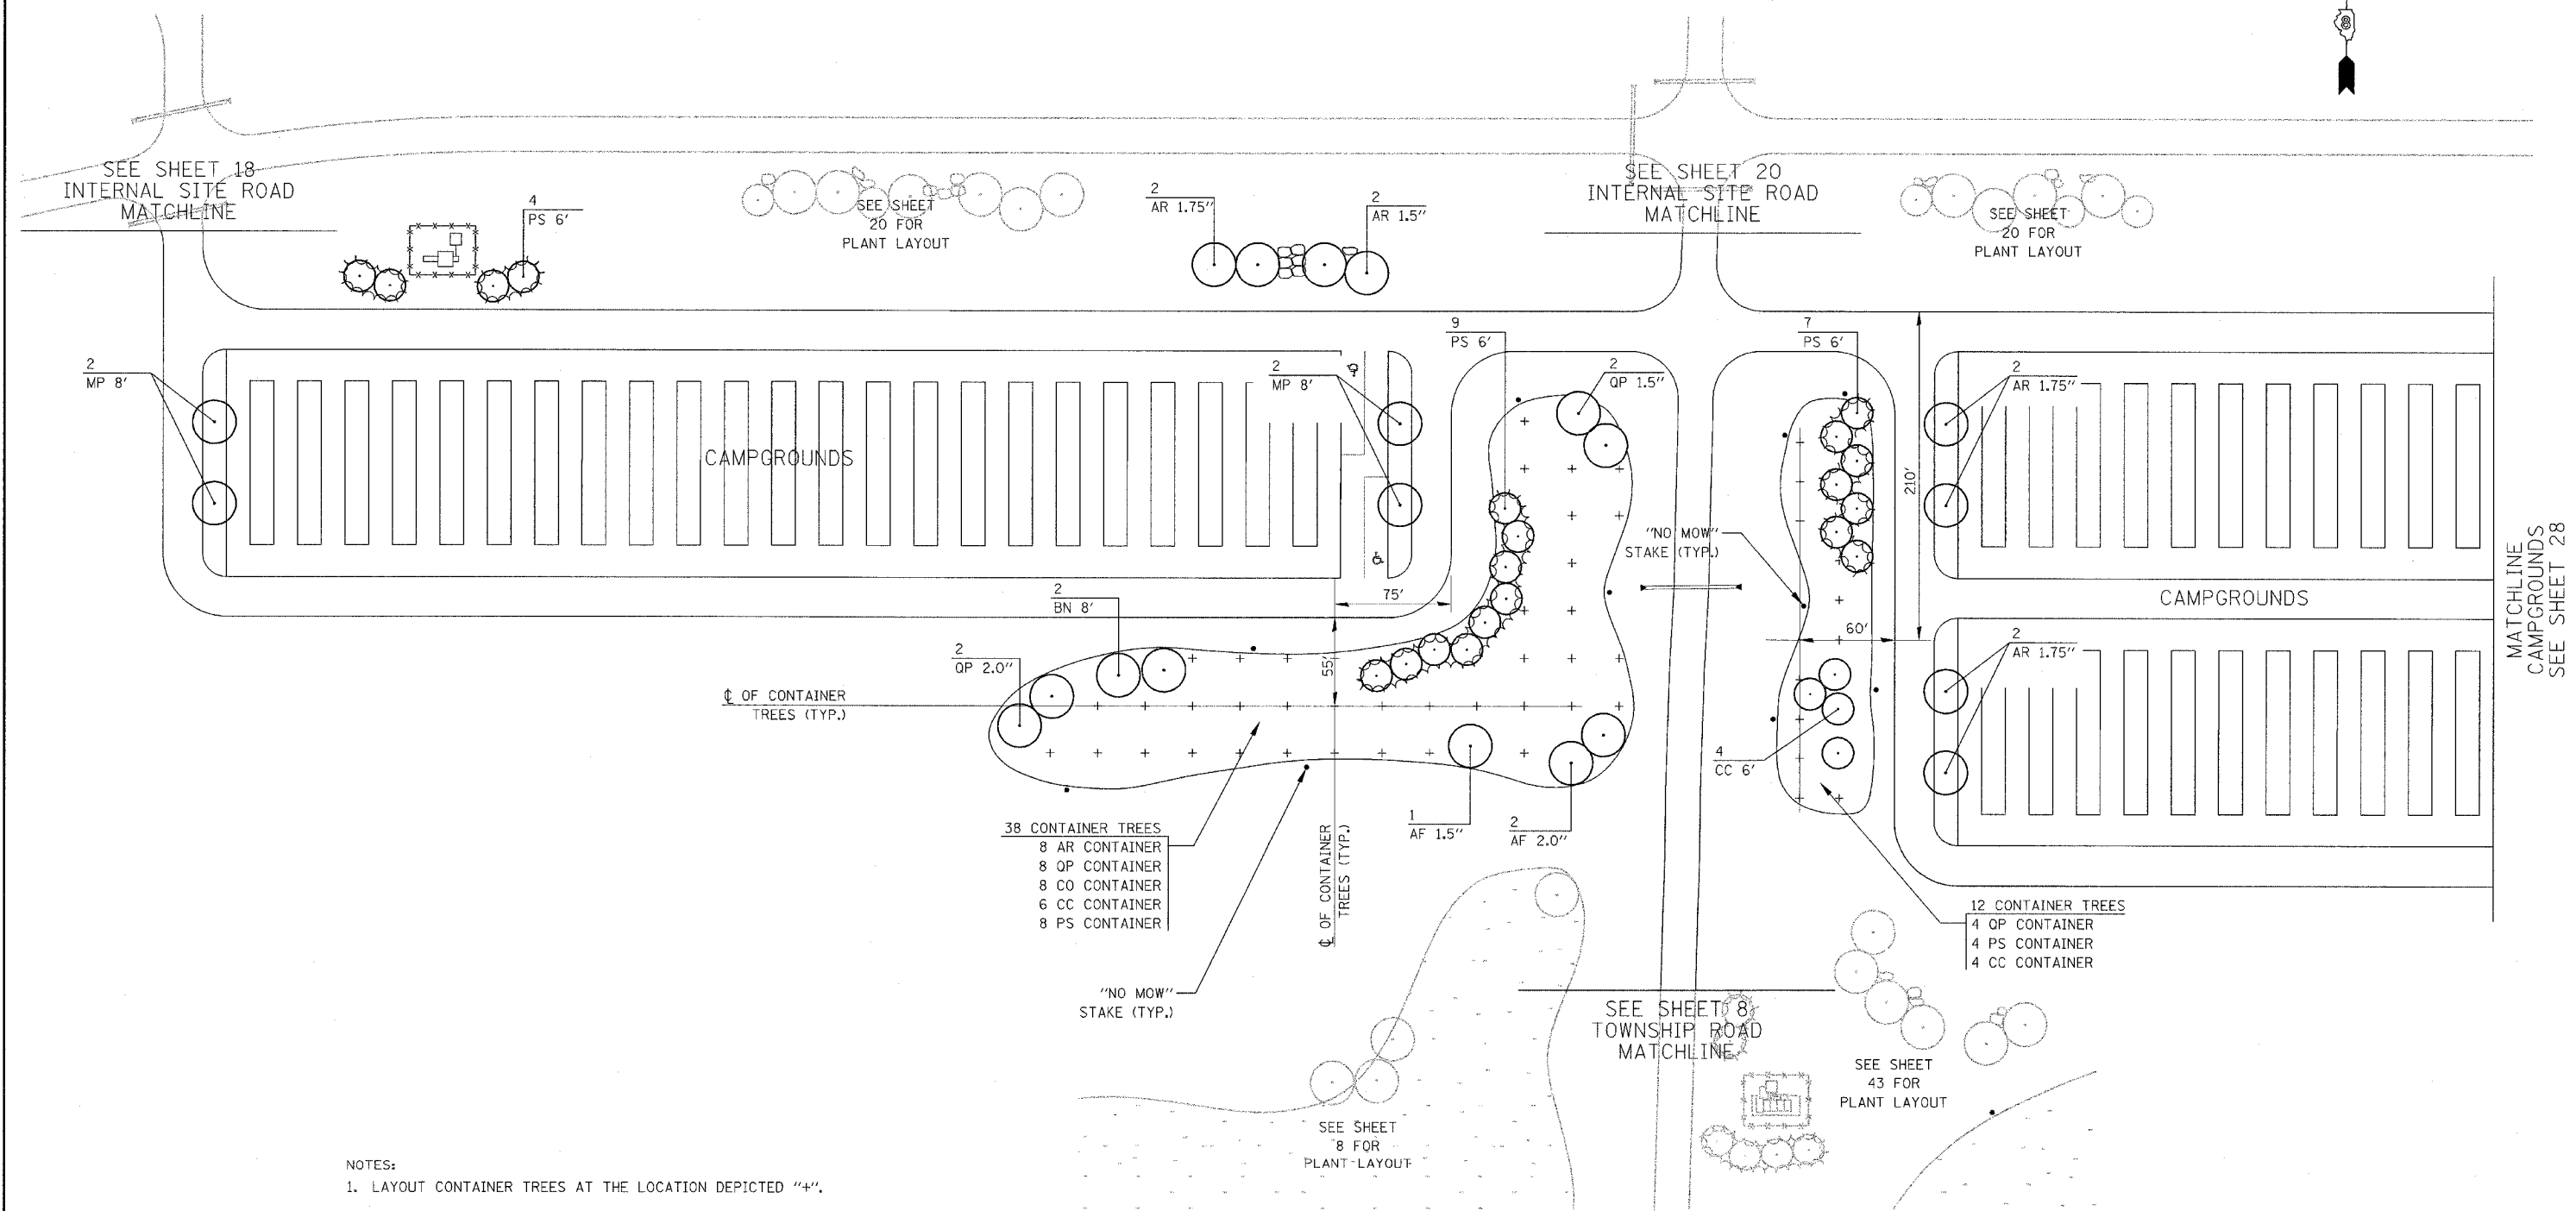 8
SEE SHEET 18
INTERNAL SITE ROAD
MATCHLINE
4
PS 6'
SEE SHEET
20 FOR
PLANT LAYOUT
2
AR 1.75"
2
AR 1.5"
SEE SHEET 20
INTERNAL SITE ROAD
MATCHLINE
SEE SHEET
20 FOR
PLANT LAYOUT
2
MP 8'
CAMPGROUNDS
2
MP 8'
9
PS 6'
2
QP 1.5"
7
PS 6'
210'
2
AR 1.75"
"NO MOW"
STAKE (TYP.)
CAMPGROUNDS
MATCHLINE
CAMPGROUNDS
SEE SHEET 28
75'
2
BN 8'
2
QP 2.0"
55'
60'
2
AR 1.75"
℄ OF CONTAINER
TREES (TYP.)
4
CC 6'
1
AF 1.5"
2
AF 2.0"
38 CONTAINER TREES
8 AR CONTAINER
8 QP CONTAINER
8 CO CONTAINER
6 CC CONTAINER
8 PS CONTAINER
℄ OF CONTAINER
TREES (TYP.)
12 CONTAINER TREES
4 QP CONTAINER
4 PS CONTAINER
4 CC CONTAINER
"NO MOW"
STAKE (TYP.)
SEE SHEET 8
TOWNSHIP ROAD
MATCHLINE
SEE SHEET
43 FOR
PLANT LAYOUT
SEE SHEET
8 FOR
PLANT LAYOUT
NOTES:
1. LAYOUT CONTAINER TREES AT THE LOCATION DEPICTED "+".